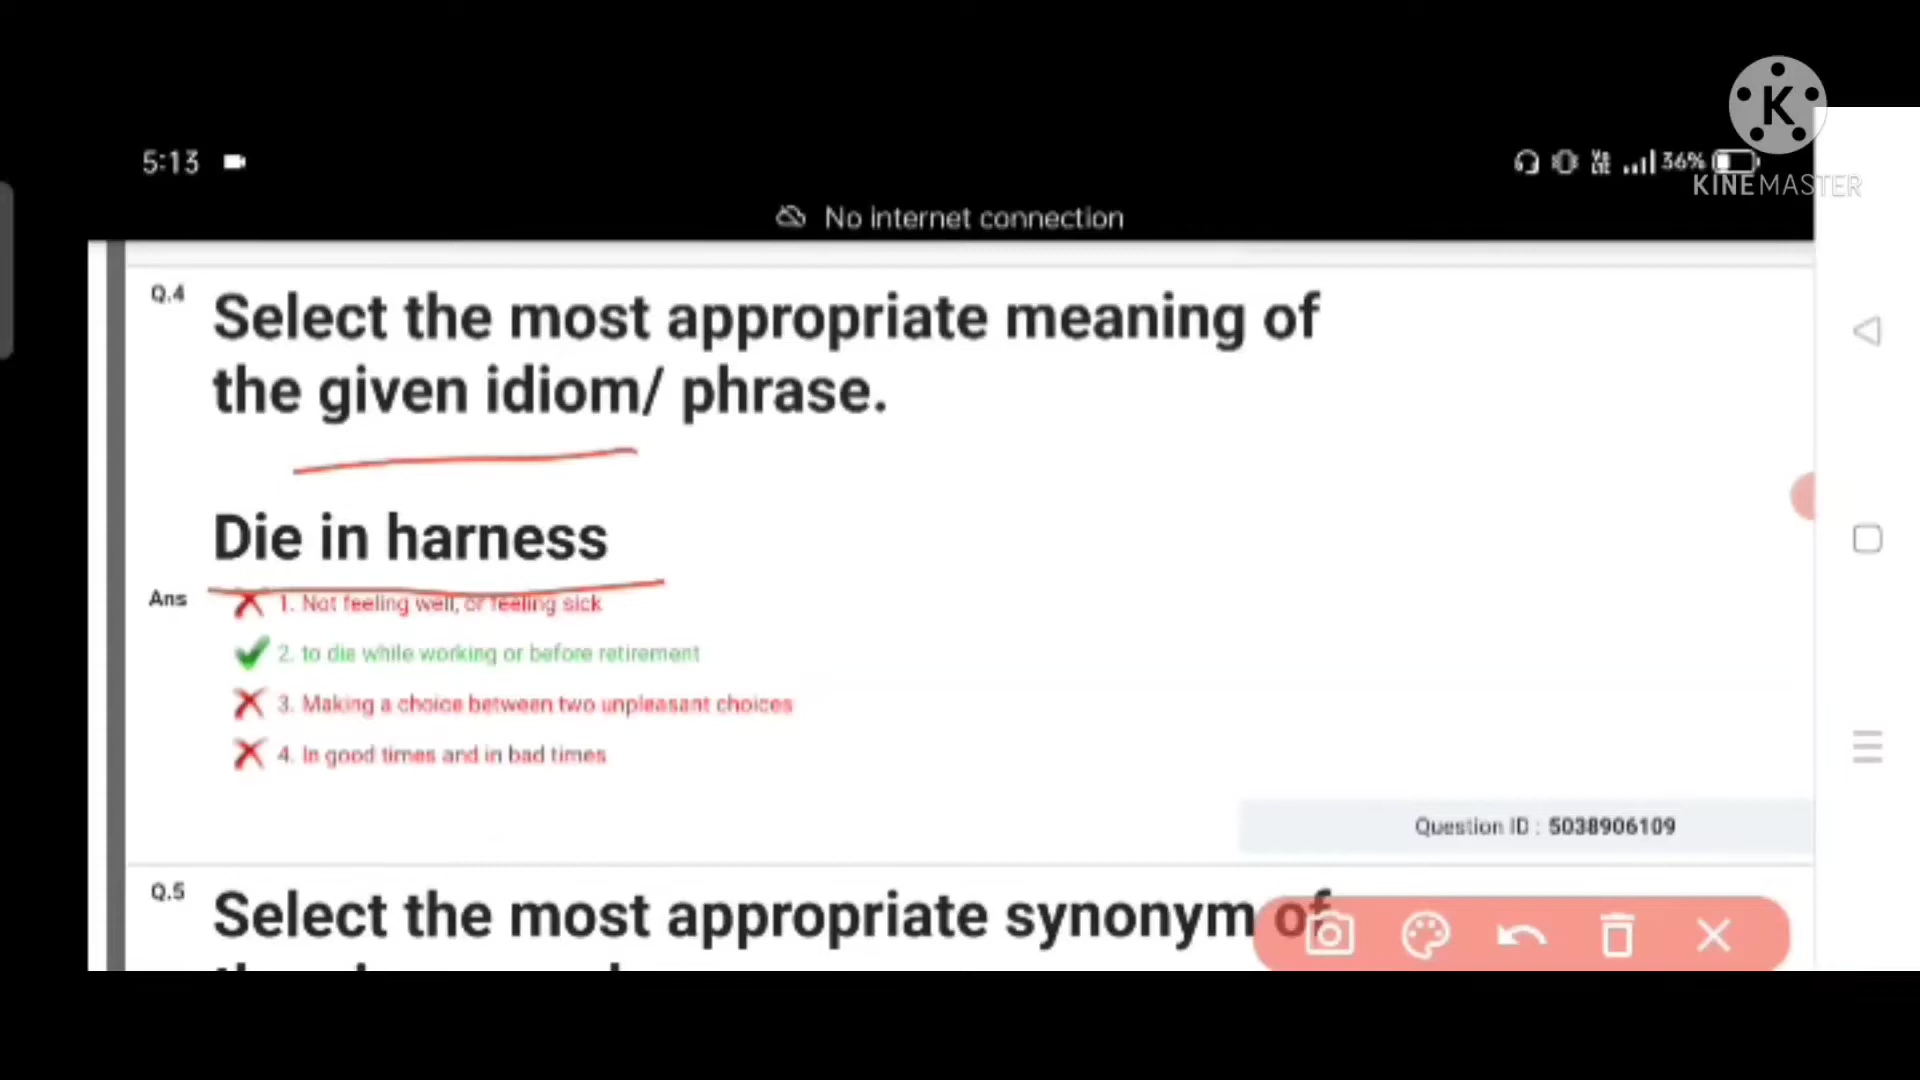 K
KINEMASTER
5:13
36%
No internet connection
Q.4
Select the most appropriate meaning of
the given idiom/ phrase.
Die in harness
Ans
1. Not feeling well, or feeling sick
2. to die while working or before retirement
3. Making a choice between two unpleasant choices
4. In good times and in bad times
Question ID : 5038906109
Q.5
Select the most appropriate synonym of